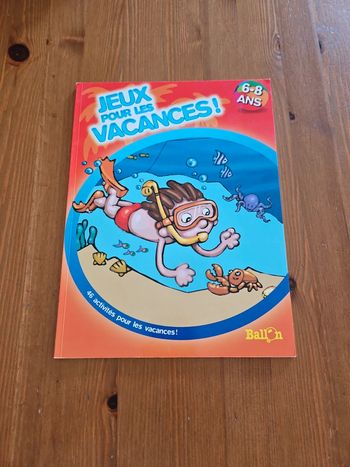 JEUX
POUR LES
VACANCES!
6-8
ANS
46 activités pour les vacances!
Ballon